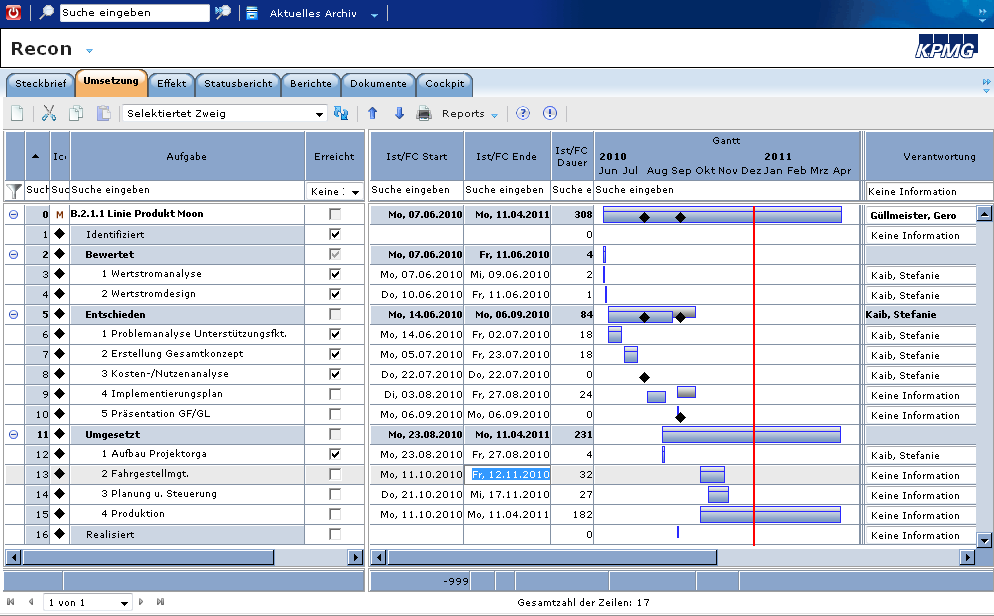 Suche eingeben Aktuelles Archiv
Recon KPMG
Steckbrief Umsetzung Effekt Statusbericht Berichte Dokumente Cockpit
Selektiertet Zweig Reports
Aufgabe Erreicht Ist/FC Start Ist/FC Ende Ist/FC Dauer Gantt Verantwortung
2010 2011
Jun Jul Aug Sep Okt Nov Dez Jan Feb Mrz Apr
Such Suc Suche eingeben Keine Suche eingeben Suche eingeben Suche e Suche eingeben Keine Information
0 M B.2.1.1 Linie Produkt Moon Mo, 07.06.2010 Mo, 11.04.2011 308 Güllmeister, Gero
1 Identifiziert 0 Keine Information
2 Bewertet Mo, 07.06.2010 Fr, 11.06.2010 4
3 1 Wertstromanalyse Mo, 07.06.2010 Mi, 09.06.2010 2 Kaib, Stefanie
4 2 Wertstromdesign Do, 10.06.2010 Fr, 11.06.2010 1 Kaib, Stefanie
5 Entschieden Mo, 14.06.2010 Mo, 06.09.2010 84 Kaib, Stefanie
6 1 Problemanalyse Unterstützungsfkt. Mo, 14.06.2010 Fr, 02.07.2010 18 Kaib, Stefanie
7 2 Erstellung Gesamtkonzept Mo, 05.07.2010 Fr, 23.07.2010 18 Kaib, Stefanie
8 3 Kosten-/Nutzenanalyse Do, 22.07.2010 Do, 22.07.2010 0 Kaib, Stefanie
9 4 Implementierungsplan Di, 03.08.2010 Fr, 27.08.2010 24 Kaib, Stefanie
10 5 Präsentation GF/GL Mo, 06.09.2010 Mo, 06.09.2010 0 Kaib, Stefanie
11 Umgesetzt Mo, 23.08.2010 Mo, 11.04.2011 231
12 1 Aufbau Projektorga Mo, 23.08.2010 Fr, 27.08.2010 4 Kaib, Stefanie
13 2 Fahrgestellmgt. Mo, 11.10.2010 Fr, 12.11.2010 32 Keine Information
14 3 Planung u. Steuerung Do, 21.10.2010 Mi, 17.11.2010 27 Keine Information
15 4 Produktion Mo, 11.10.2010 Mo, 11.04.2011 182 Keine Information
16 Realisiert 0 Keine Information
-999
1 von 1 Gesamtzahl der Zeilen: 17